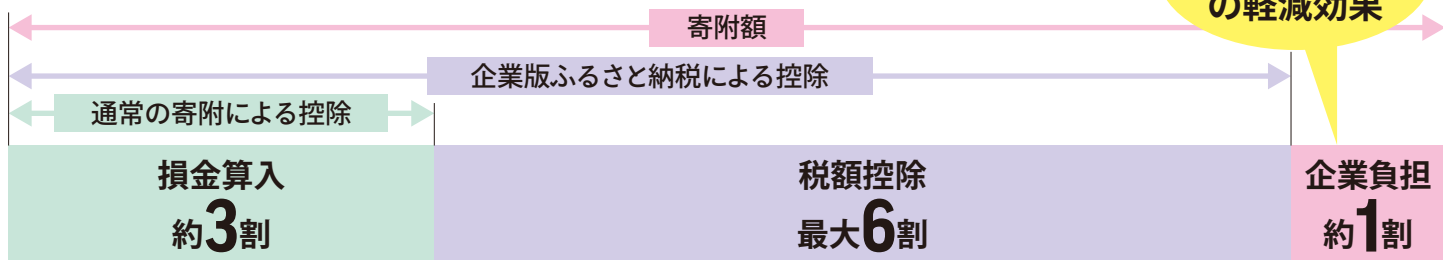 の軽減効果
寄附額
企業版ふるさと納税による控除
通常の寄附による控除
損金算入
約3割
税額控除
最大6割
企業負担
約1割